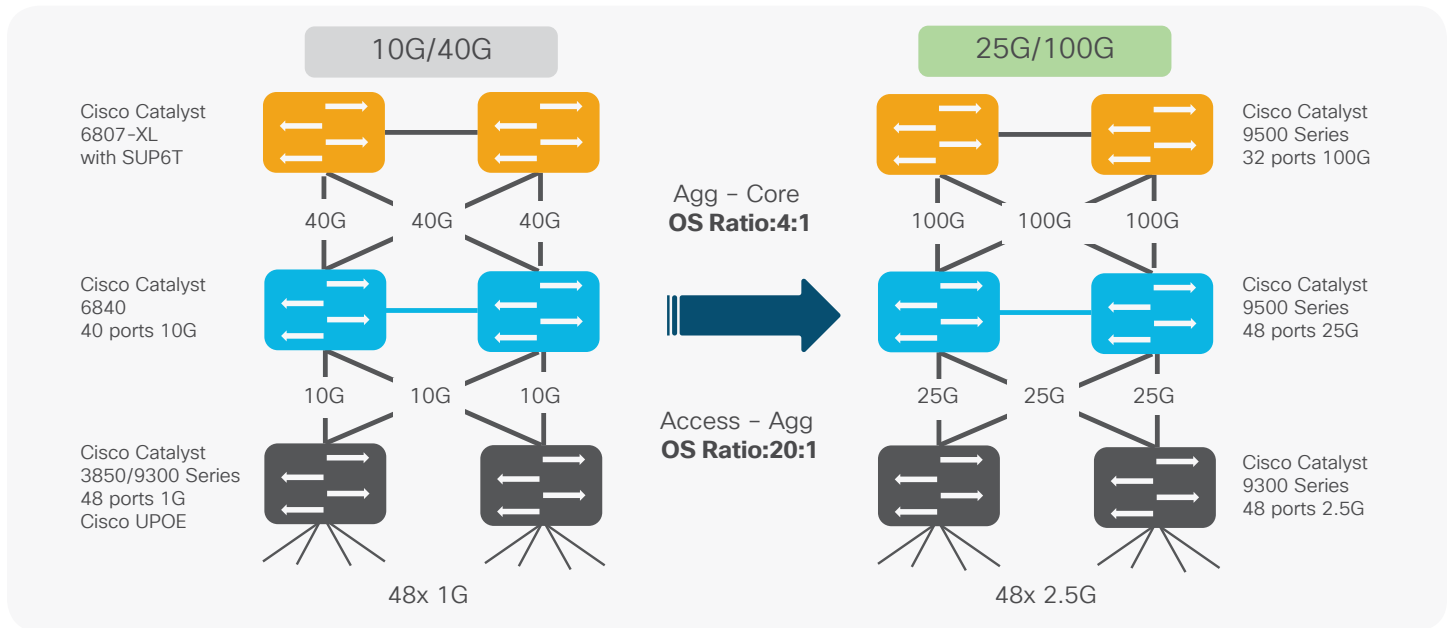 10G/40G
25G/100G
Cisco Catalyst
6807-XL
with SUP6T
Cisco Catalyst
9500 Series
32 ports 100G
Agg – Core
OS Ratio:4:1
40G
40G
40G
100G
100G
100G
Cisco Catalyst
6840
40 ports 10G
Cisco Catalyst
9500 Series
48 ports 25G
10G
10G
10G
25G
25G
25G
Access – Agg
OS Ratio:20:1
Cisco Catalyst
3850/9300 Series
48 ports 1G
Cisco UPOE
Cisco Catalyst
9300 Series
48 ports 2.5G
48x 1G
48x 2.5G